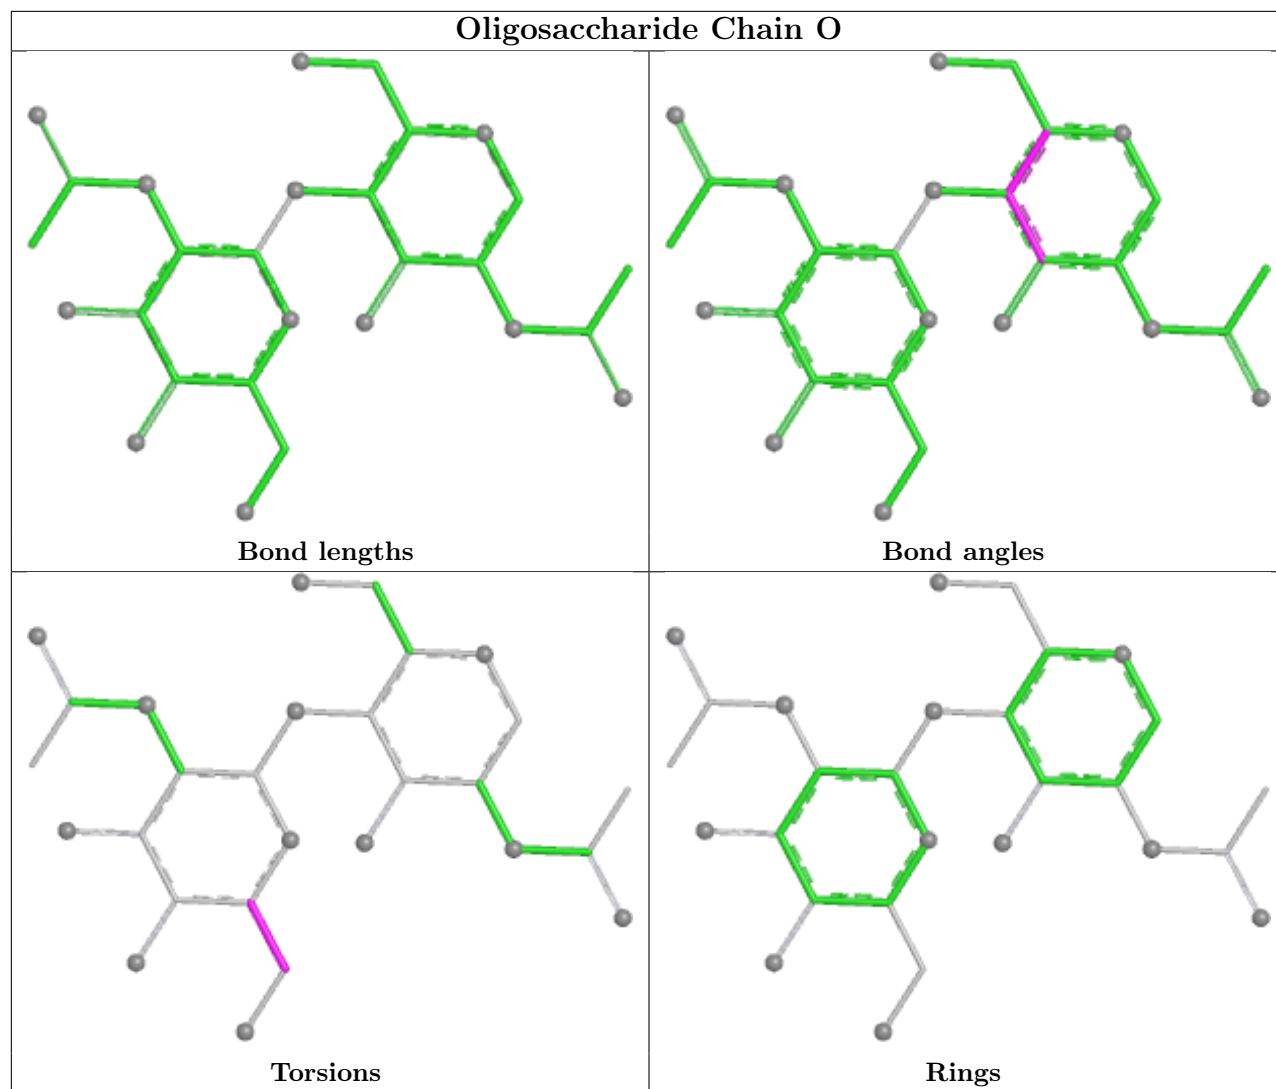 Oligosaccharide Chain O
Bond lengths
Bond angles
Torsions
Rings